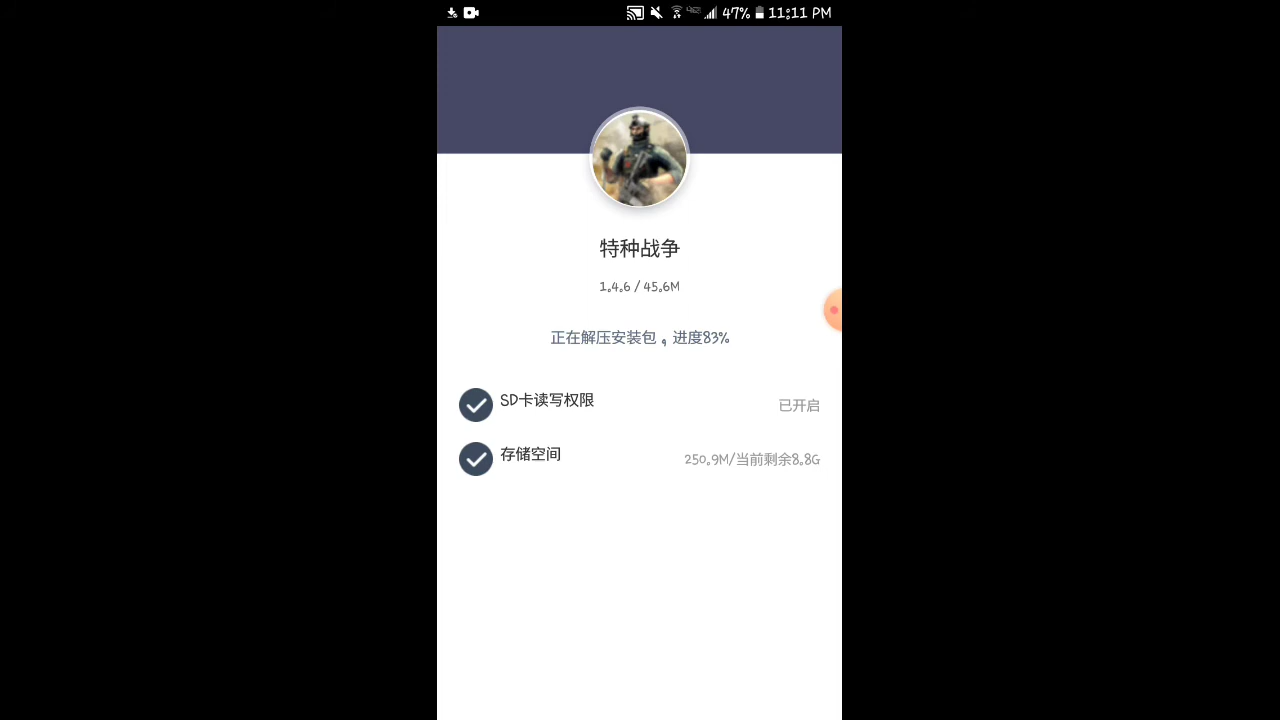 47% 11:11 PM
特种战争
1.4.6 / 45.6M
正在解压安装包，进度83%
SD卡读写权限 已开启
存储空间 250.9M/当前剩余8.8G